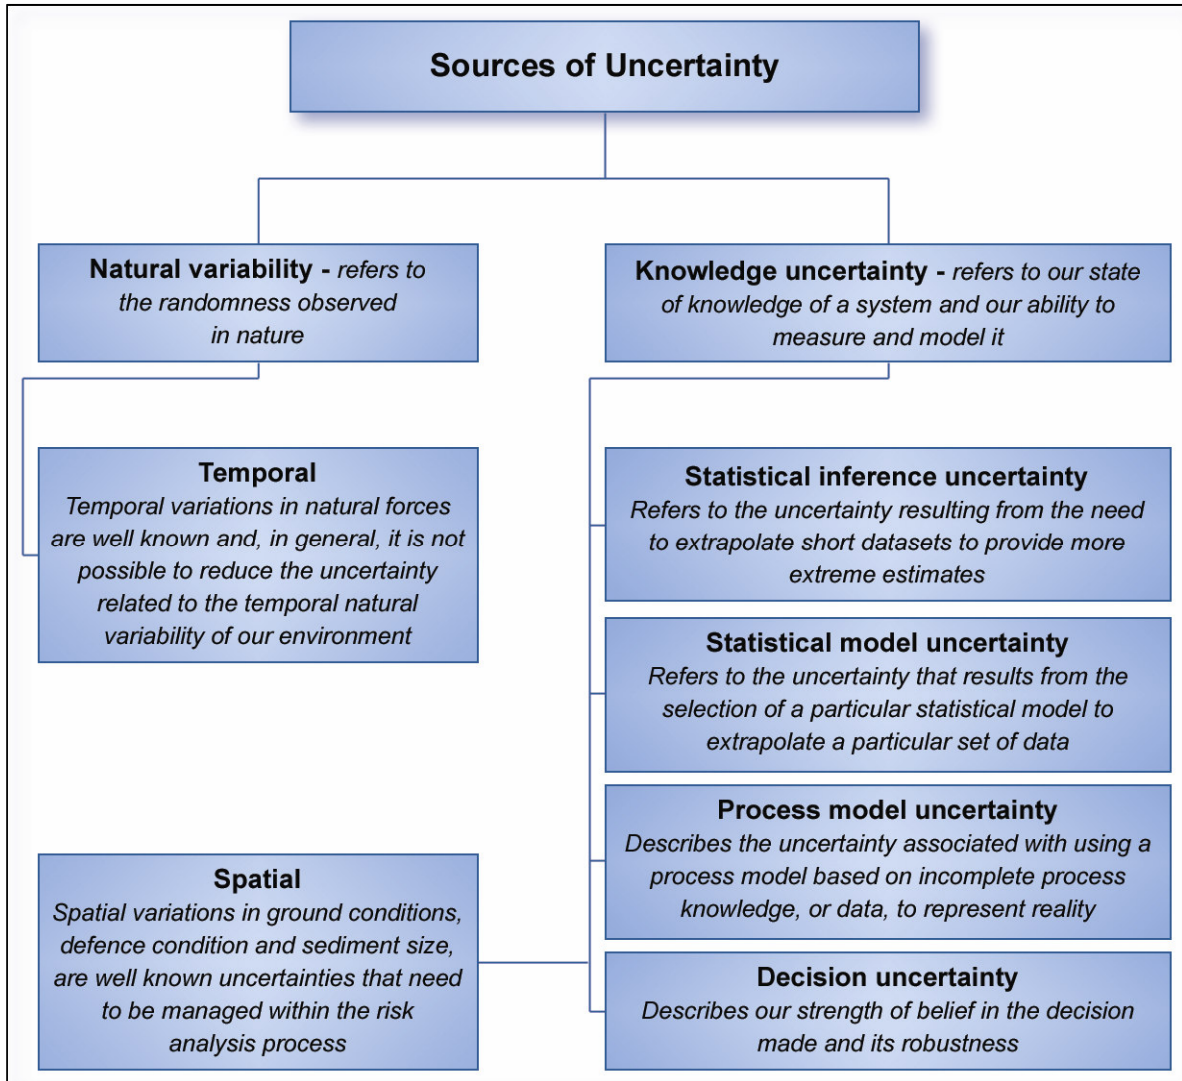 Sources of Uncertainty
Natural variability - refers to
the randomness observed
in nature
Knowledge uncertainty - refers to our state
of knowledge of a system and our ability to
measure and model it
Temporal
Temporal variations in natural forces
are well known and, in general, it is not
possible to reduce the uncertainty
related to the temporal natural
variability of our environment
Spatial
Spatial variations in ground conditions,
defence condition and sediment size,
are well known uncertainties that need
to be managed within the risk
analysis process
Statistical inference uncertainty
Refers to the uncertainty resulting from the need
to extrapolate short datasets to provide more
extreme estimates
Statistical model uncertainty
Refers to the uncertainty that results from the
selection of a particular statistical model to
extrapolate a particular set of data
Process model uncertainty
Describes the uncertainty associated with using a
process model based on incomplete process
knowledge, or data, to represent reality
Decision uncertainty
Describes our strength of belief in the decision
made and its robustness